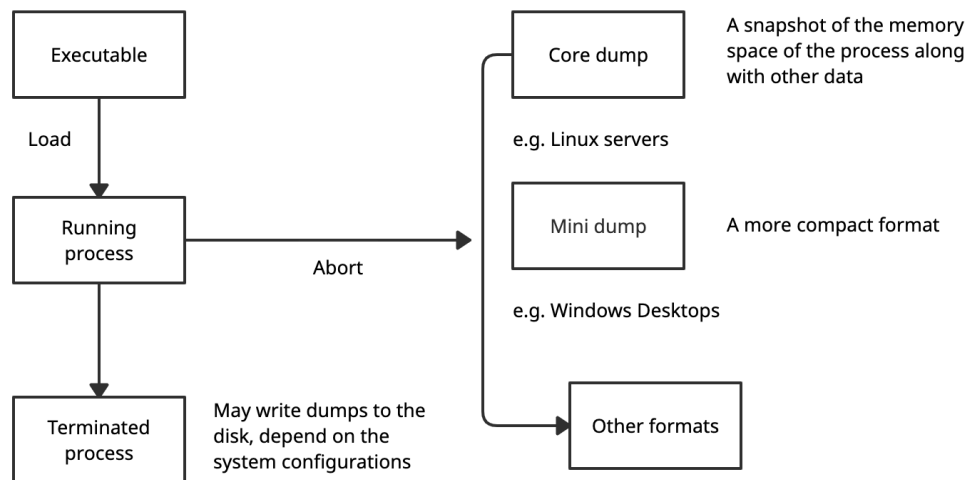 Executable
Load
Running
process
Abort
Terminated
process
May write dumps to the
disk, depend on the
system configurations
Core dump
A snapshot of the memory
space of the process along
with other data
e.g. Linux servers
Mini dump
A more compact format
e.g. Windows Desktops
Other formats